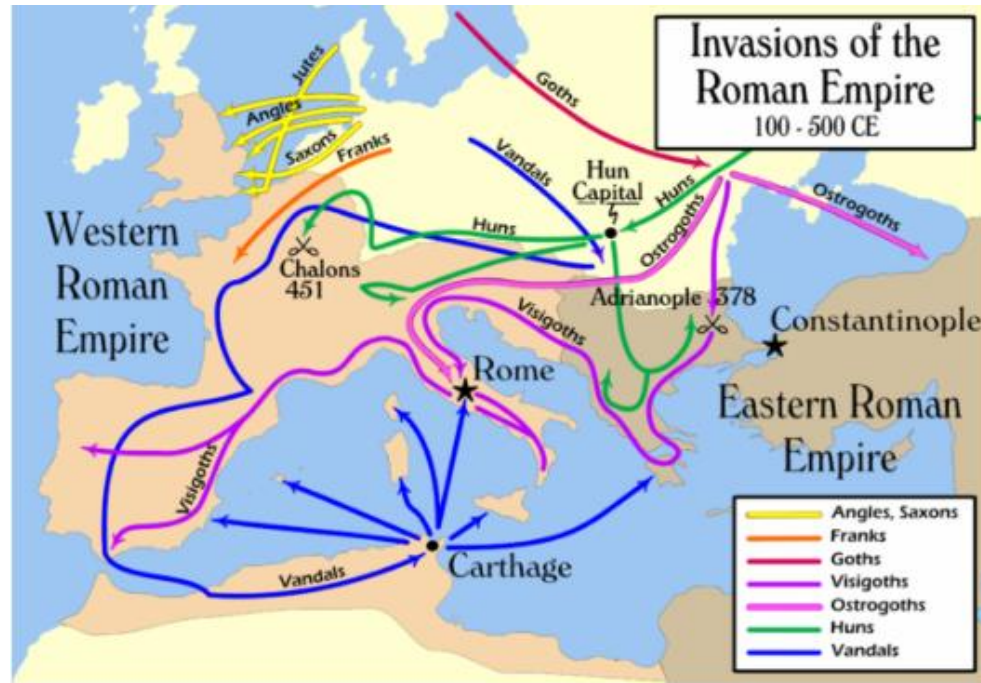 Invasions of the
Roman Empire
100 - 500 CE
Jutes
Angles
Saxons
Franks
Goths
Vandals
Hun
Capital
Huns
Ostrogoths
Ostrogoths
Huns
Western
Roman
Empire
Chalons
451
Adrianople 378
Visigoths
Constantinople
Rome
Eastern Roman
Empire
Visigoths
Carthage
Vandals
Angles, Saxons
Franks
Goths
Visigoths
Ostrogoths
Huns
Vandals